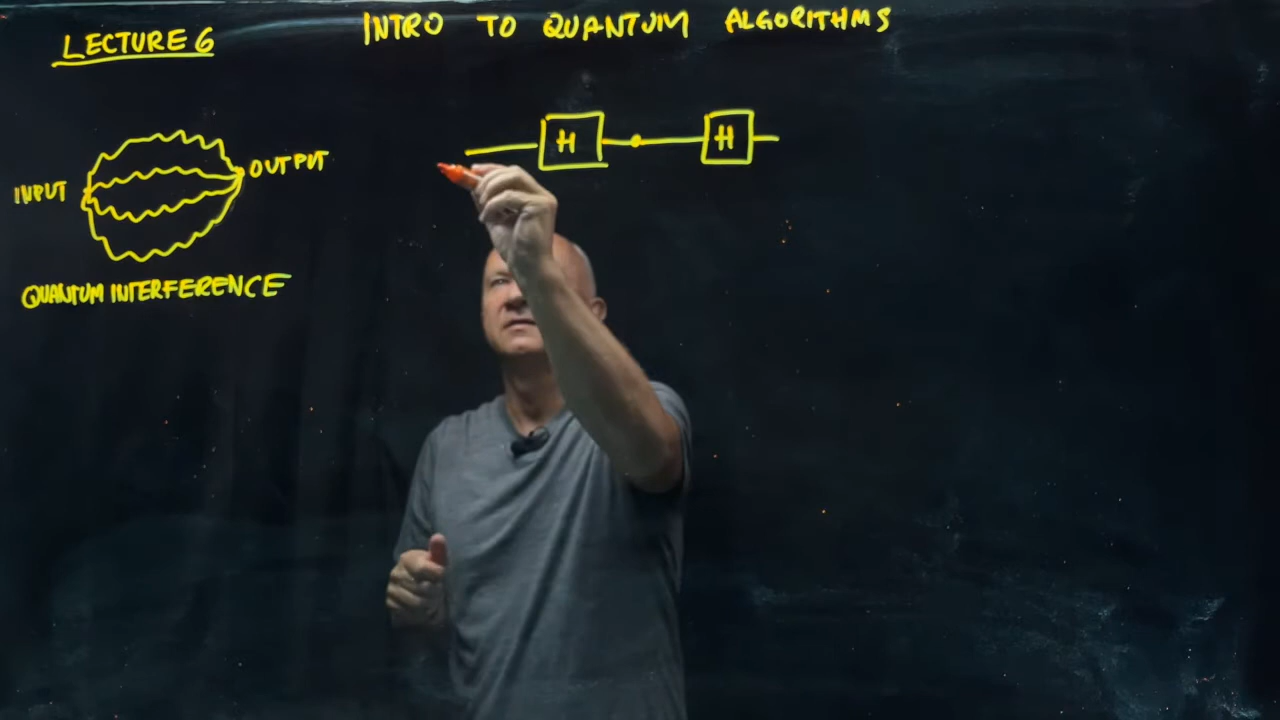 LECTURE 6
INTRO TO QUANTUM ALGORITHMS
INPUT
OUTPUT
QUANTUM INTERFERENCE
H
H